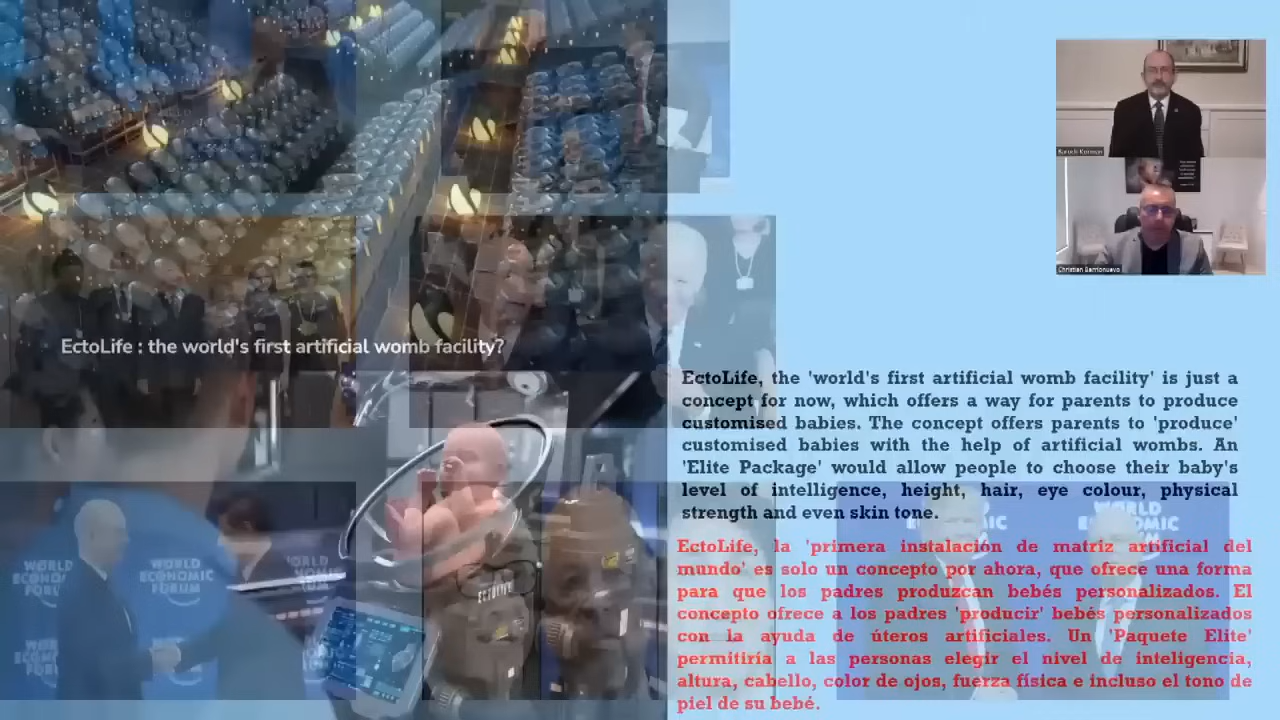 Baruch Korman
Christian Barrionuevo
EctoLife : the world's first artificial womb facility?
EctoLife, the 'world's first artificial womb facility' is just a
concept for now, which offers a way for parents to produce
customised babies. The concept offers parents to 'produce'
customised babies with the help of artificial wombs. An
'Elite Package' would allow people to choose their baby's
level of intelligence, height, hair, eye colour, physical
strength and even skin tone.
EctoLife, la 'primera instalación de matriz artificial del
mundo' es solo un concepto por ahora, que ofrece una forma
para que los padres produzcan bebés personalizados. El
concepto ofrece a los padres 'producir' bebés personalizados
con la ayuda de úteros artificiales. Un 'Paquete Elite'
permitiría a las personas elegir el nivel de inteligencia,
altura, cabello, color de ojos, fuerza física e incluso el tono de
piel de su bebé.
ECTOLIFE
WORLD
ECONOMIC
FORUM
WORLD
ECONOMIC
FORUM
WORLD
ECONOMIC